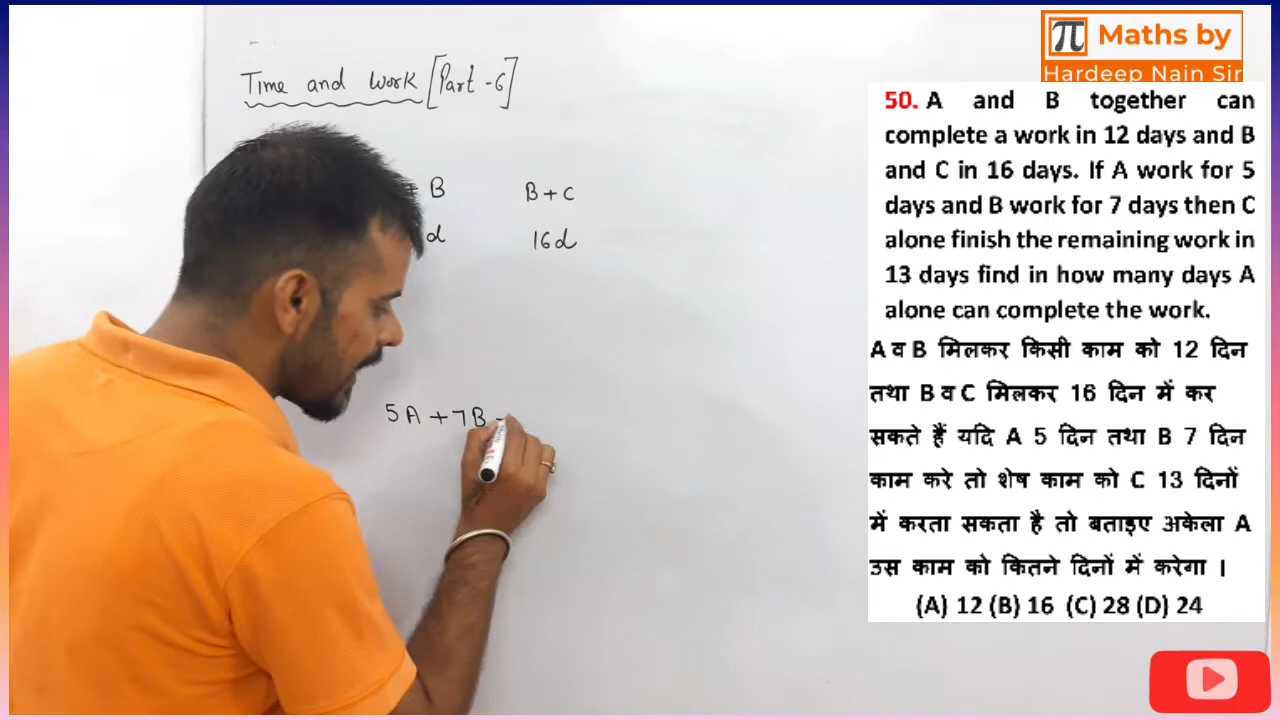 Time and work [Part - 6]
B
B + C
d
16d
5A + 7B -
Maths by
Hardeep Nain Sir
50. A and B together can
complete a work in 12 days and B
and C in 16 days. If A work for 5
days and B work for 7 days then C
alone finish the remaining work in
13 days find in how many days A
alone can complete the work.
A व B मिलकर किसी काम को 12 दिन
तथा B व C मिलकर 16 दिन में कर
सकते हैं यदि A 5 दिन तथा B 7 दिन
काम करे तो शेष काम को C 13 दिनों
में करता सकता है तो बताइए अकेला A
उस काम को कितने दिनों में करेगा ।
(A) 12 (B) 16 (C) 28 (D) 24